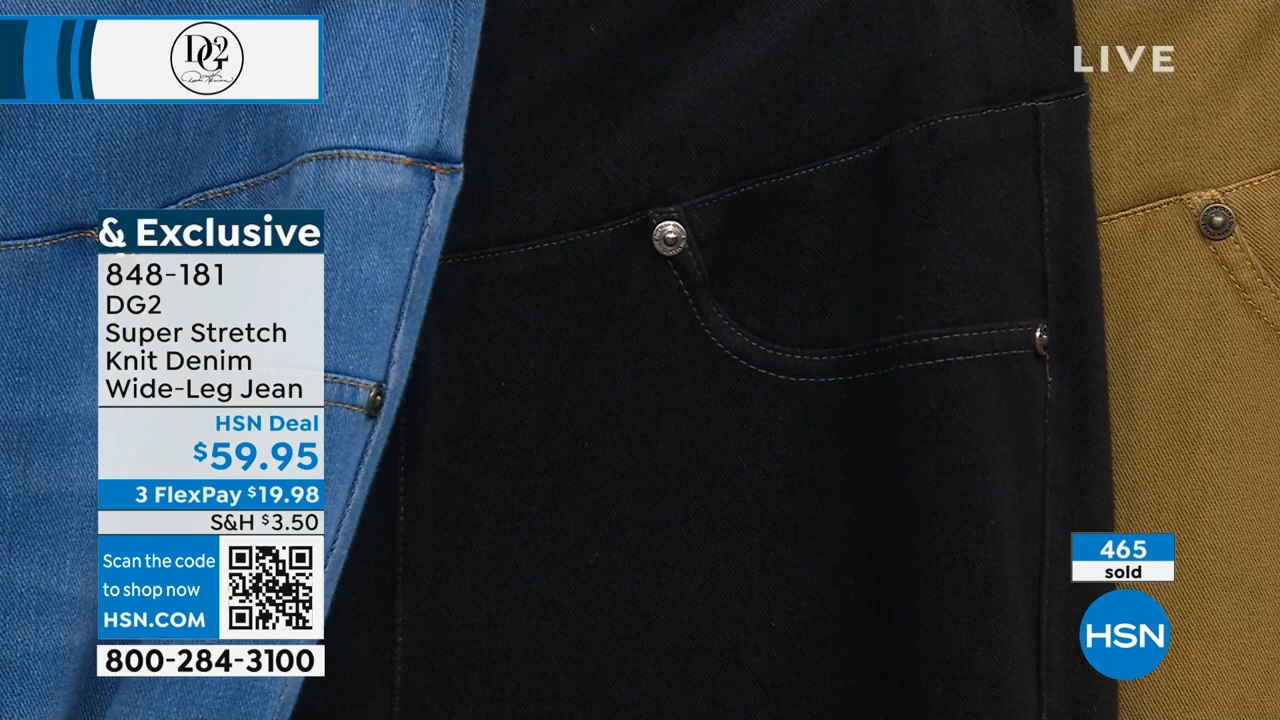 DG2
LIVE
& Exclusive
848-181
DG2
Super Stretch
Knit Denim
Wide-Leg Jean
HSN Deal
$59.95
3 FlexPay $19.98
S&H $3.50
Scan the code
to shop now
HSN.COM
800-284-3100
465
sold
HSN